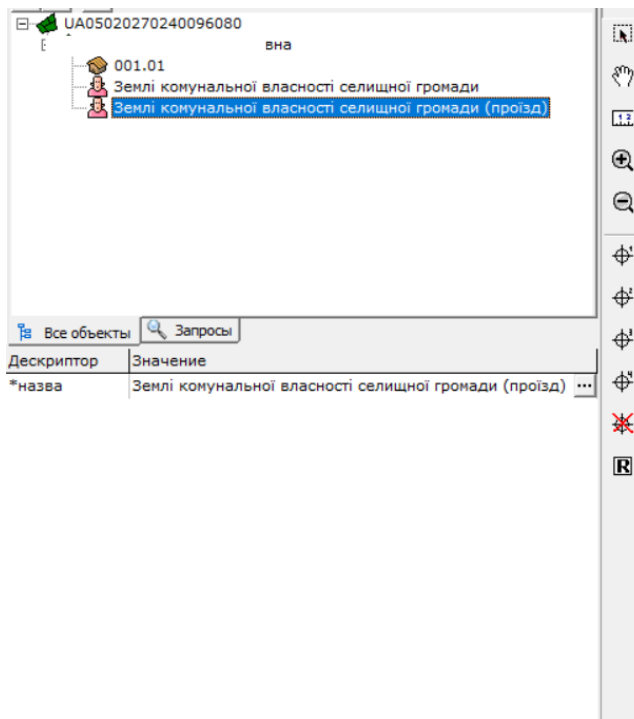 UA05020270240096080
вна
001.01
Землі комунальної власності селищної громади
Землі комунальної власності селищної громади (проїзд)
Все объекты
Запросы
Дескриптор Значение
*назва Землі комунальної власності селищної громади (проїзд) ...
R